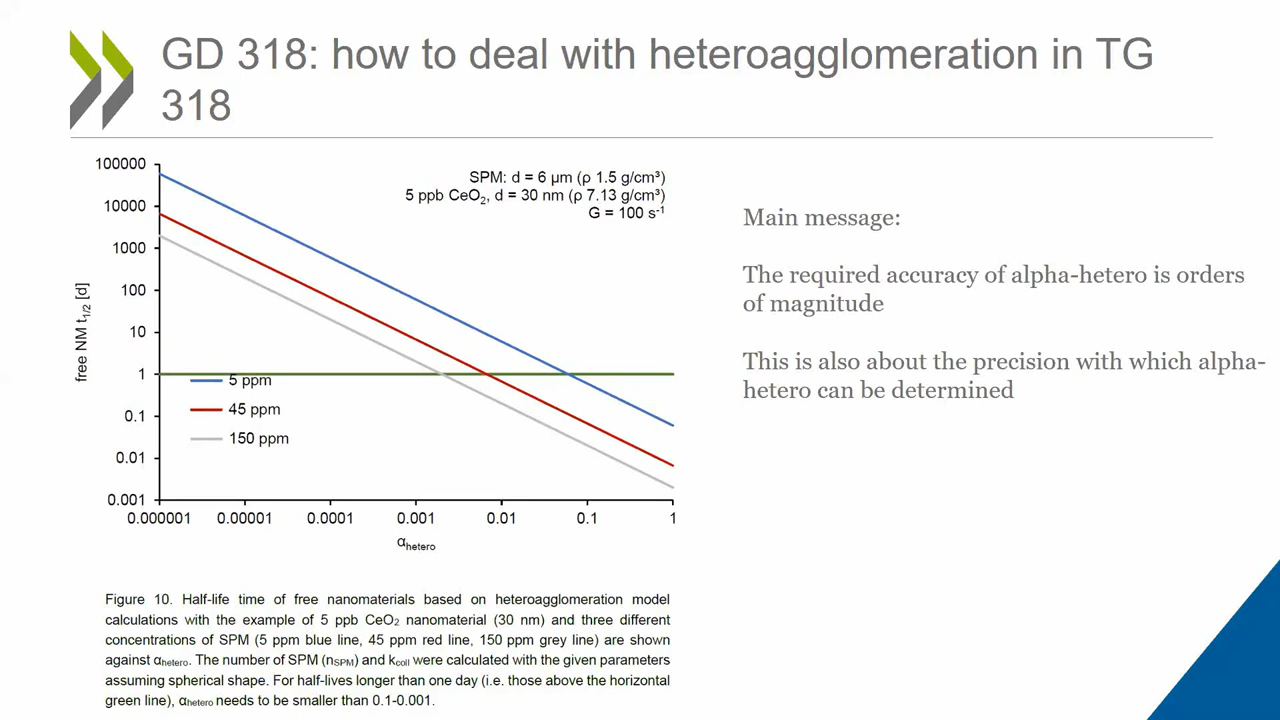 GD 318: how to deal with heteroagglomeration in TG
318
100000
10000
1000
100
10
1
0.1
0.01
0.001
free NM t1/2 [d]
SPM: d = 6 µm (ρ 1.5 g/cm³)
5 ppb CeO2, d = 30 nm (ρ 7.13 g/cm³)
G = 100 s-1
5 ppm
45 ppm
150 ppm
0.000001 0.00001 0.0001 0.001 0.01 0.1 1
αhetero
Main message:
The required accuracy of alpha-hetero is orders
of magnitude
This is also about the precision with which alpha-
hetero can be determined
Figure 10. Half-life time of free nanomaterials based on heteroagglomeration model
calculations with the example of 5 ppb CeO2 nanomaterial (30 nm) and three different
concentrations of SPM (5 ppm blue line, 45 ppm red line, 150 ppm grey line) are shown
against αhetero. The number of SPM (nSPM) and kcoll were calculated with the given parameters
assuming spherical shape. For half-lives longer than one day (i.e. those above the horizontal
green line), αhetero needs to be smaller than 0.1-0.001.